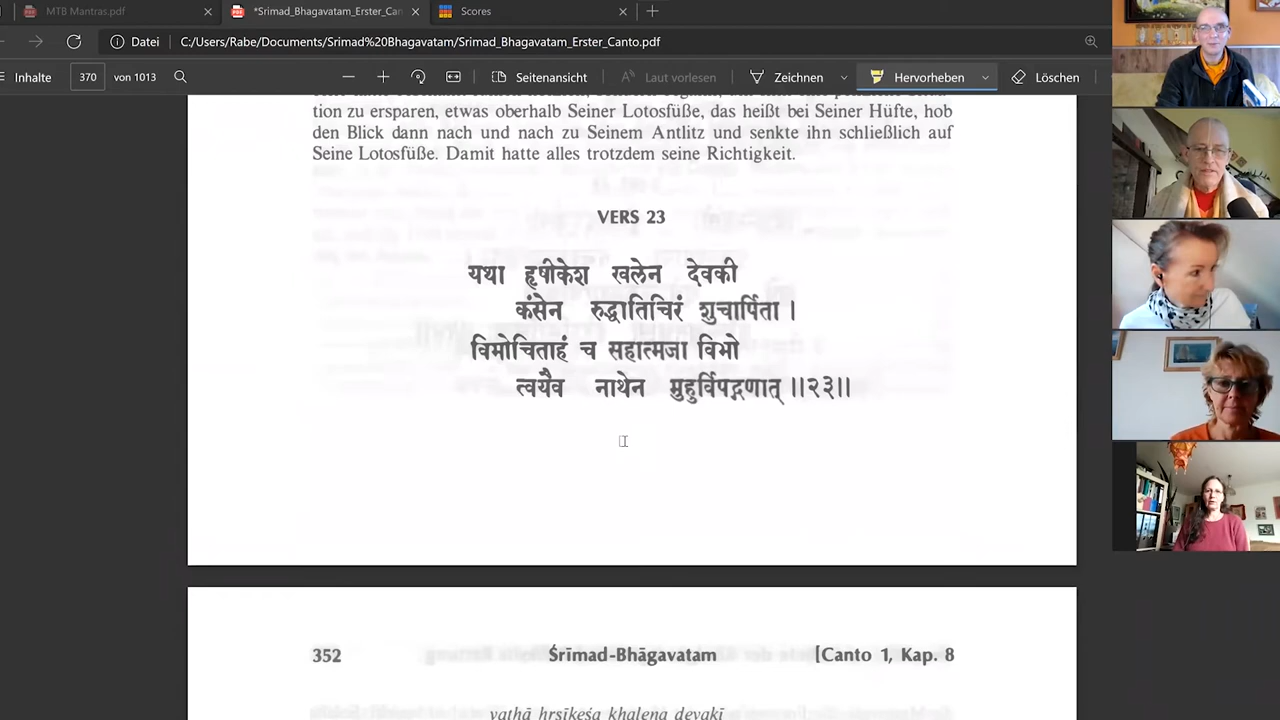 MTB Mantras.pdf
*Srimad_Bhagavatam_Erster_Can
Scores
Datei
C:/Users/Rabe/Documents/Srimad%20Bhagavatam/Srimad_Bhagavatam_Erster_Canto.pdf
Inhalte
370
von 1013
Seitenansicht
Laut vorlesen
Zeichnen
Hervorheben
Löschen
tion zu ersparen, etwas oberhalb Seiner Lotosfüße, das heißt bei Seiner Hüfte, hob
den Blick dann nach und nach zu Seinem Antlitz und senkte ihn schließlich auf
Seine Lotosfüße. Damit hatte alles trotzdem seine Richtigkeit.
VERS 23
यथा हृषीकेश खलेन देवकी
कंसेन रुद्धातिचिरं शुचार्पिता ।
विमोचिताहं च सहात्मजा विभो
त्वयैव नाथेन मुहुर्विपद्गणात् ॥२३॥
352
Śrīmad-Bhāgavatam
[Canto 1, Kap. 8
yathā hṛṣīkeśa khalena devakī